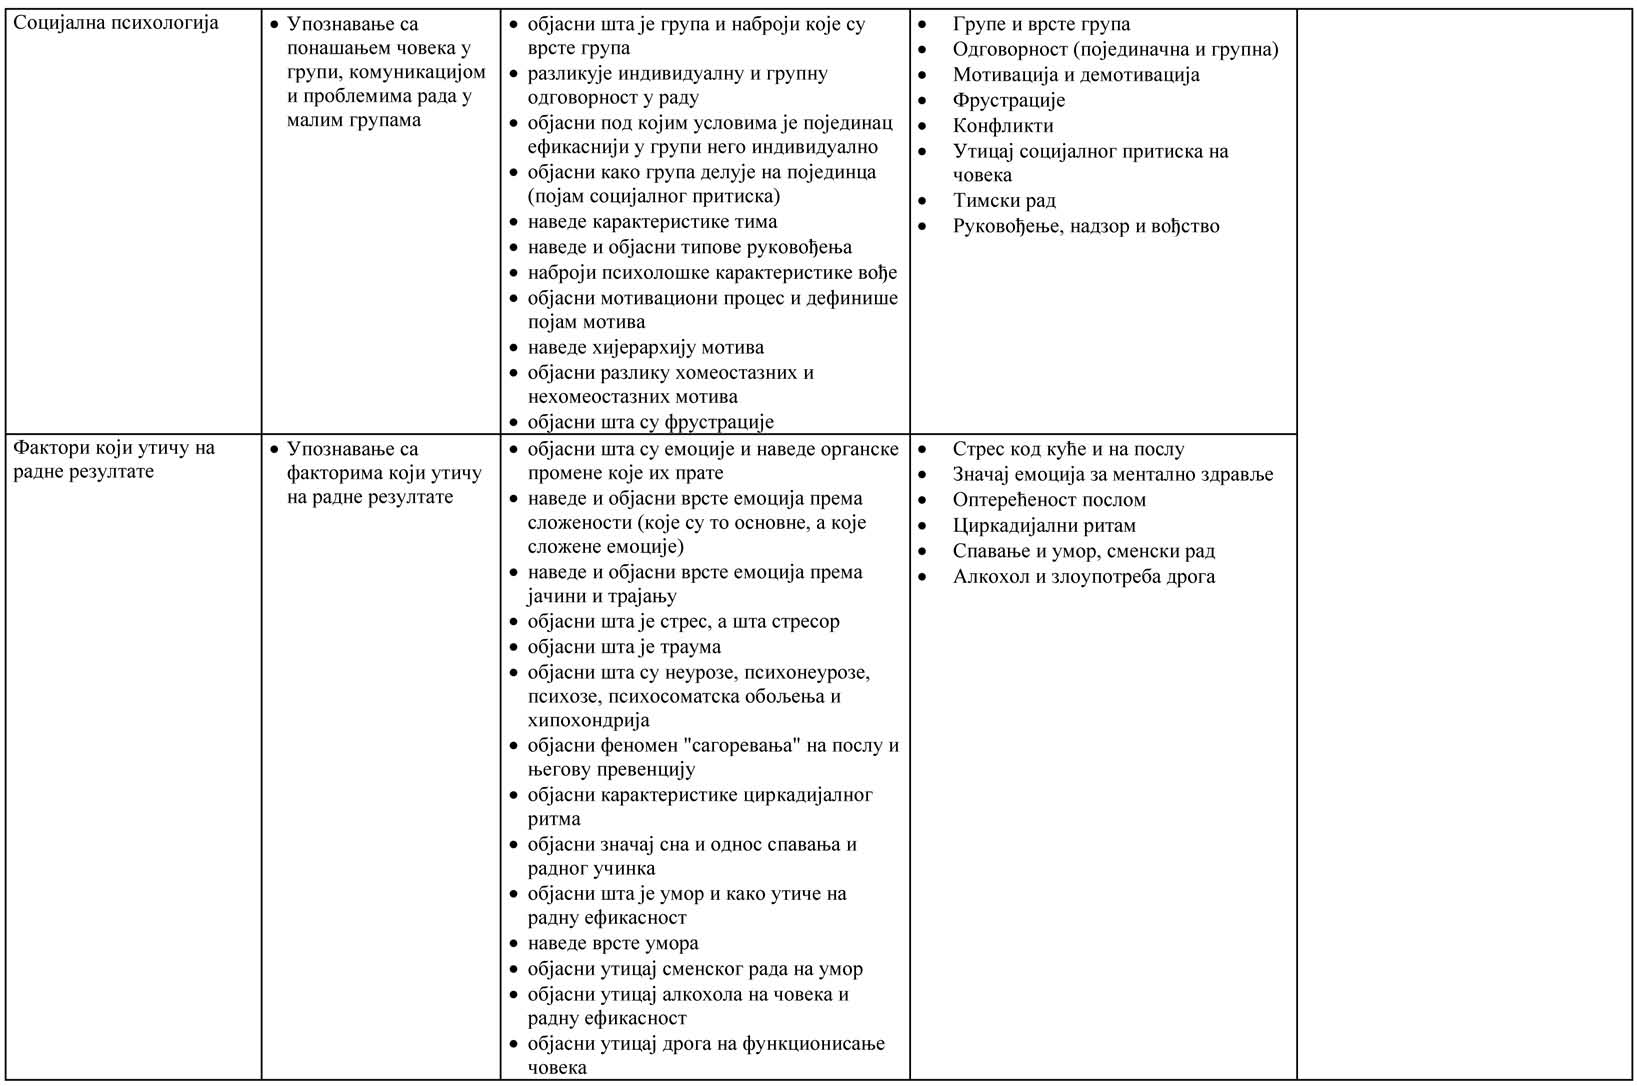 Социјална психологија
• Упознавање са
понашањем човека у
групи, комуникацијом
и проблемима рада у
малим групама
• објасни шта је група и наброји које су
врсте група
• разликује индивидуалну и групну
одговорност у раду
• објасни под којим условима је појединац
ефикаснији у групи него индивидуално
• објасни како група делује на појединца
(појам социјалног притиска)
• наведе карактеристике тима
• наведе и објасни типове руковођења
• наброји психолошке карактеристике вође
• објасни мотивациони процес и дефинише
појам мотива
• наведе хијерархију мотива
• објасни разлику хомеостазних и
нехомеостазних мотива
• објасни шта су фрустрације
• Групе и врсте група
• Одговорност (појединачна и групна)
• Мотивација и демотивација
• Фрустрације
• Конфликти
• Утицај социјалног притиска на
човека
• Тимски рад
• Руковођење, надзор и вођство
Фактори који утичу на
радне резултате
• Упознавање са
факторима који утичу
на радне резултате
• објасни шта су емоције и наведе органске
промене које их прате
• наведе и објасни врсте емоција према
сложености (које су то основне, а које
сложене емоције)
• наведе и објасни врсте емоција према
јачини и трајању
• објасни шта је стрес, а шта стресор
• објасни шта је траума
• објасни шта су неурозе, психонеурозе,
психозе, психосоматска обољења и
хипохондрија
• објасни феномен "сагоревања" на послу и
његову превенцију
• објасни карактеристике циркадијалног
ритма
• објасни значај сна и однос спавања и
радног учинка
• објасни шта је умор и како утиче на
радну ефикасност
• наведе врсте умора
• објасни утицај сменског рада на умор
• објасни утицај алкохола на човека и
радну ефикасност
• објасни утицај дрога на функционисање
човека
• Стрес код куће и на послу
• Значај емоција за ментално здравље
• Оптерећеност послом
• Циркадијални ритам
• Спавање и умор, сменски рад
• Алкохол и злоупотреба дрога